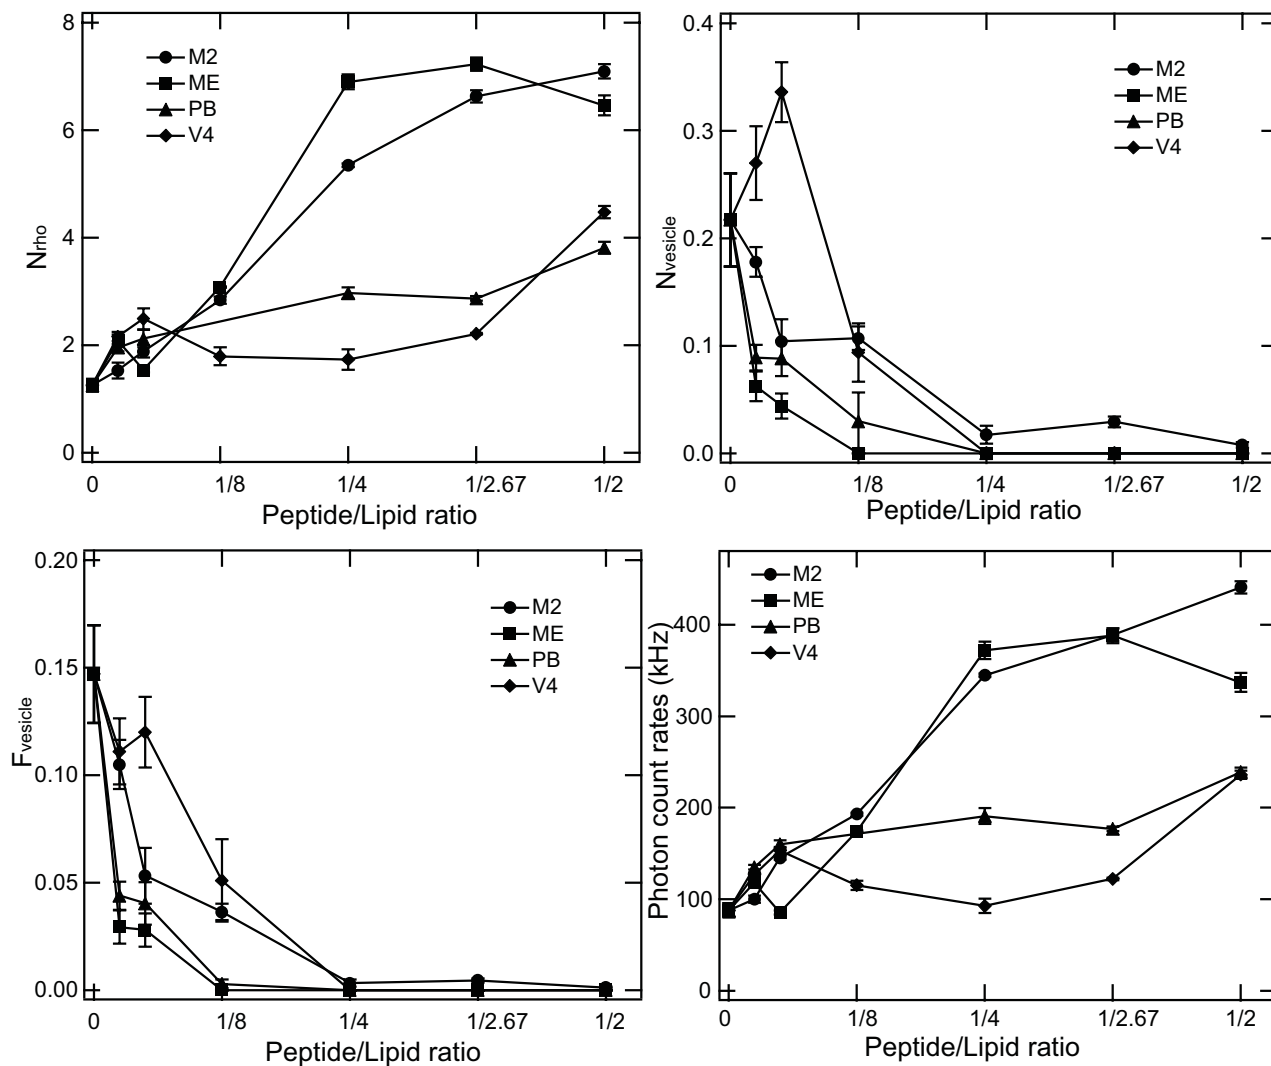 8
6
4
2
0
Nrho
M2
ME
PB
V4
0 1/8 1/4 1/2.67 1/2
Peptide/Lipid ratio
0.4
0.3
0.2
0.1
0.0
Nvesicle
M2
ME
PB
V4
0 1/8 1/4 1/2.67 1/2
Peptide/Lipid ratio
0.20
0.15
0.10
0.05
0.00
Fvesicle
M2
ME
PB
V4
0 1/8 1/4 1/2.67 1/2
Peptide/Lipid ratio
400
300
200
100
0
Photon count rates (kHz)
M2
ME
PB
V4
0 1/8 1/4 1/2.67 1/2
Peptide/Lipid ratio